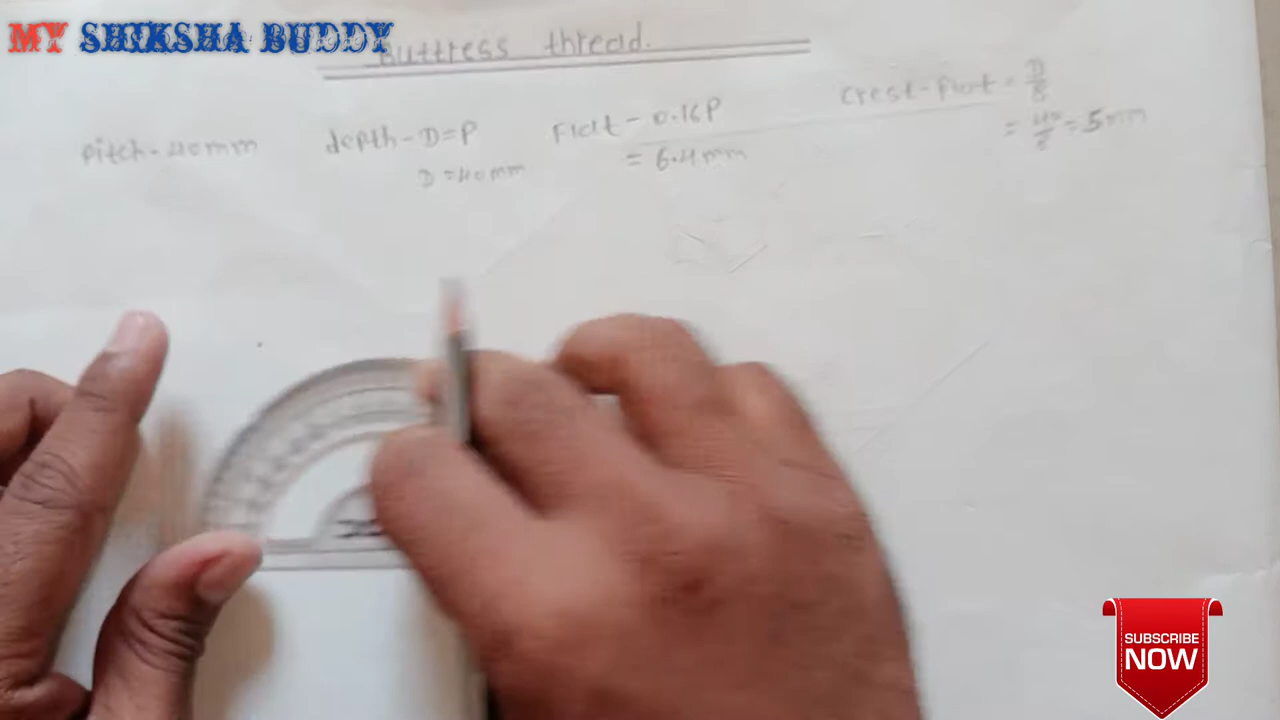 MY SHIKSHA BUDDY
Buttress thread.
Pitch - 40mm
depth - D = P
D = 40mm
Flat - 0.16P
= 6.4mm
Crest-Flat = D/8
= 40/8 = 5mm
SUBSCRIBE
NOW